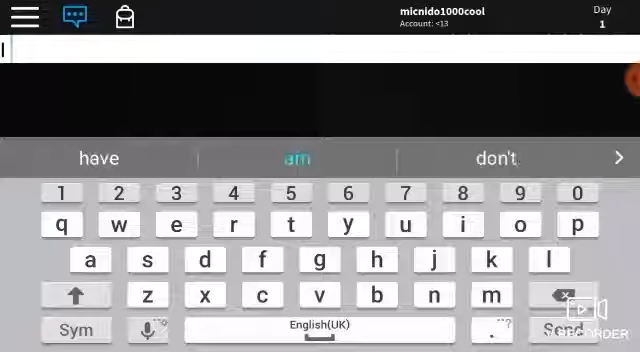 micnido1000cool
Account: <13
Day
1
have am don't
1 2 3 4 5 6 7 8 9 0
q w e r t y u i o p
a s d f g h j k l
z x c v b n m
Sym English(UK) . ? Send
RECORDER